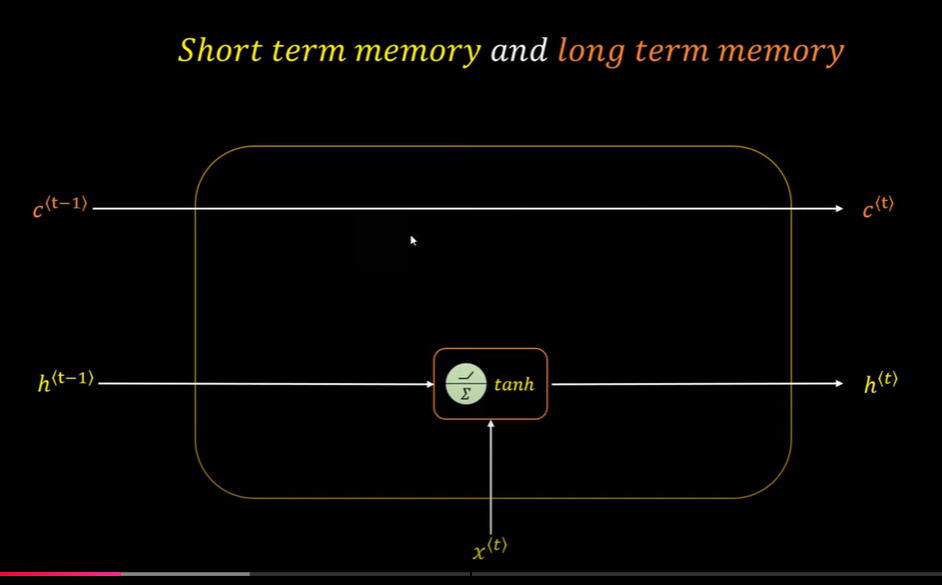 Short term memory and long term memory
c⟨t−1⟩
c⟨t⟩
h⟨t−1⟩
Σ
tanh
h⟨t⟩
x⟨t⟩